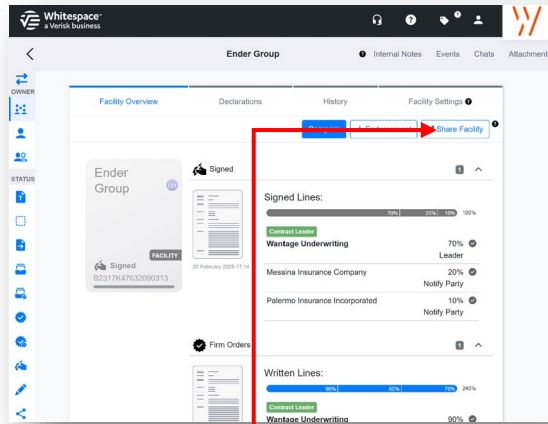 Whitespace™
a Verisk business
Ender Group
Internal Notes Events Chats Attachment
OWNER
STATUS
Facility Overview Declarations History Facility Settings
Share Facility
Ender
Group
FACILITY
Signed
B2317K47632090313
Signed
1
20 February 2025 17:14
Signed Lines:
70% 20% 10% 100%
Contract Leader
Wantage Underwriting 70%
Leader
Messina Insurance Company 20%
Notify Party
Palermo Insurance Incorporated 10%
Notify Party
Firm Orders
1
Written Lines:
90% 80% 70% 240%
Contract Leader
Wantage Underwriting 90%